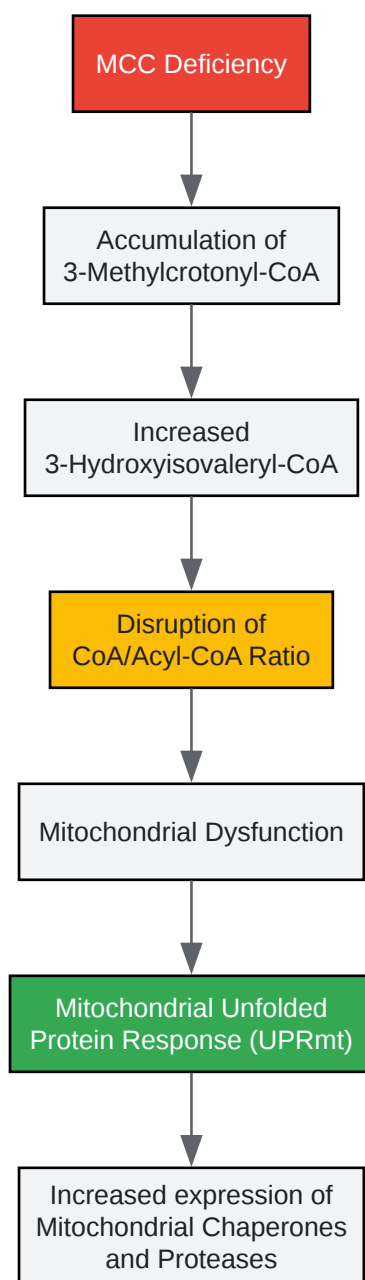 MCC Deficiency
Accumulation of
3-Methylcrotonyl-CoA
Increased
3-Hydroxyisovaleryl-CoA
Disruption of
CoA/Acyl-CoA Ratio
Mitochondrial Dysfunction
Mitochondrial Unfolded
Protein Response (UPRmt)
Increased expression of
Mitochondrial Chaperones
and Proteases